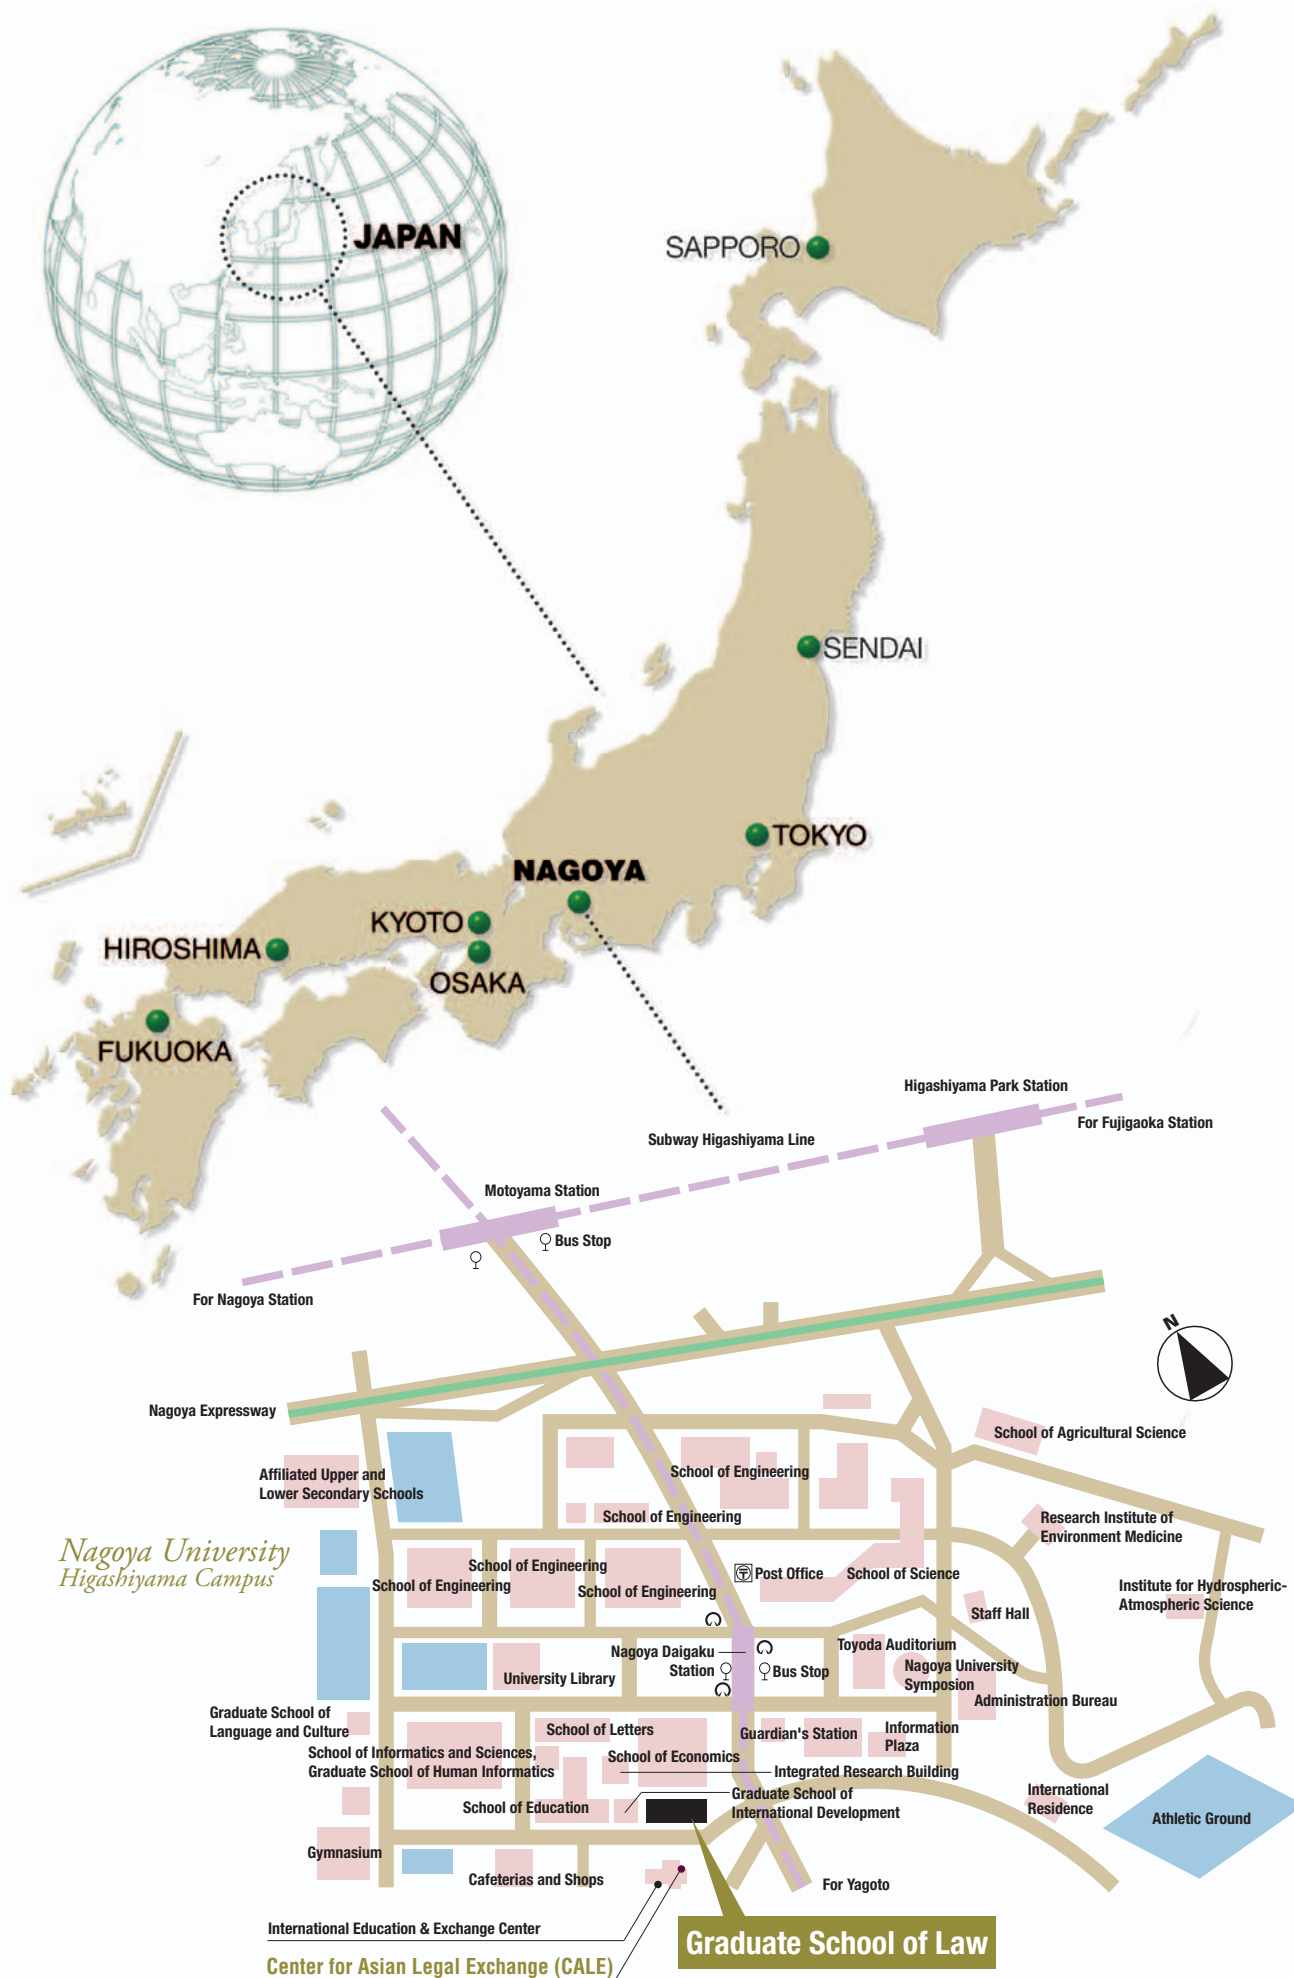 JAPAN
SAPPORO
SENDAI
TOKYO
NAGOYA
KYOTO
HIROSHIMA
OSAKA
FUKUOKA
Higashiyama Park Station
For Fujigaoka Station
Subway Higashiyama Line
Motoyama Station
Bus Stop
For Nagoya Station
N
Nagoya Expressway
School of Agricultural Science
Affiliated Upper and
Lower Secondary Schools
School of Engineering
School of Engineering
Research Institute of
Environment Medicine
Nagoya University
Higashiyama Campus
School of Engineering
School of Engineering
School of Engineering
Post Office
School of Science
Institute for Hydrospheric-
Atmospheric Science
Staff Hall
Nagoya Daigaku
Station
Bus Stop
Toyoda Auditorium
Nagoya University
Symposion
University Library
Administration Bureau
Graduate School of
Language and Culture
School of Letters
Guardian's Station
Information
Plaza
School of Informatics and Sciences,
Graduate School of Human Informatics
School of Economics
Integrated Research Building
Graduate School of
International Development
School of Education
International
Residence
Athletic Ground
Gymnasium
Cafeterias and Shops
For Yagoto
International Education & Exchange Center
Graduate School of Law
Center for Asian Legal Exchange (CALE)